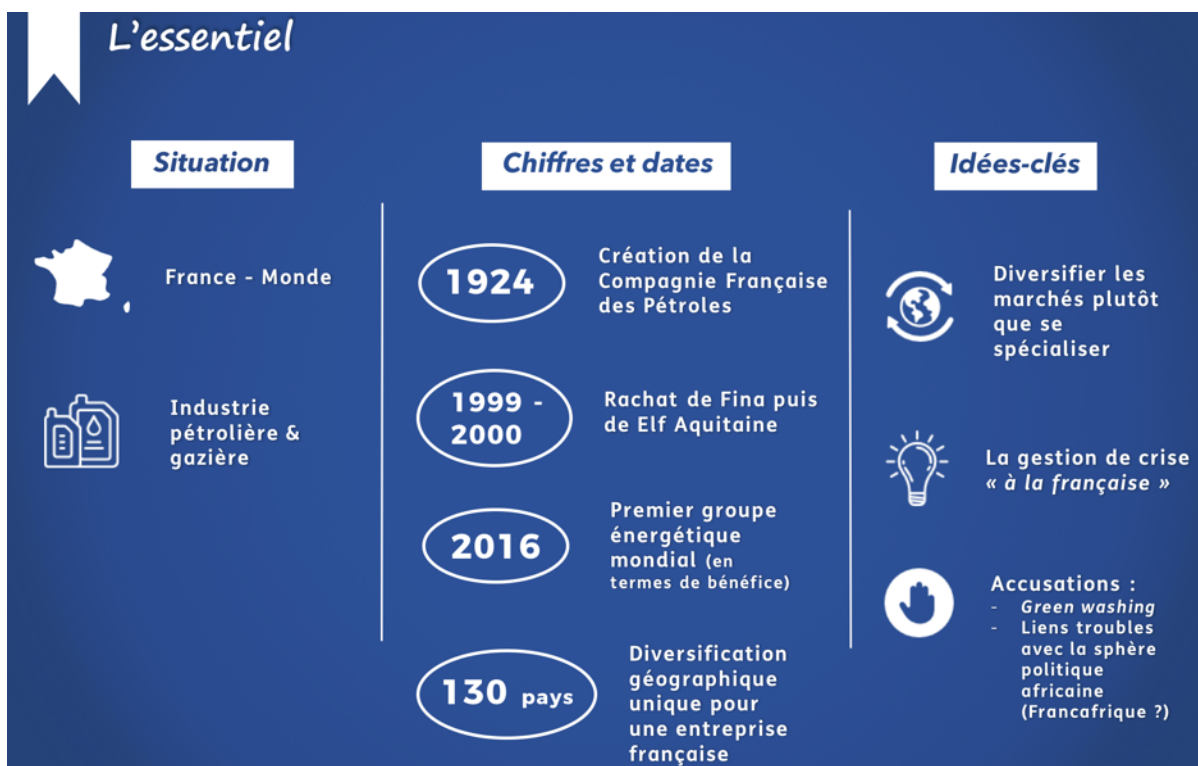 L'essentiel
Situation
France - Monde
Industrie
pétrolière &
gazière
Chiffres et dates
1924
Création de la
Compagnie Française
des Pétroles
1999 -
2000
Rachat de Fina puis
de Elf Aquitaine
2016
Premier groupe
énergétique
mondial (en
termes de bénéfice)
130 pays
Diversification
géographique
unique pour
une entreprise
française
Idées-clés
Diversifier les
marchés plutôt
que se
spécialiser
La gestion de crise
« à la française »
Accusations :
- Green washing
- Liens troubles
avec la sphère
politique
africaine
(Francafrique ?)